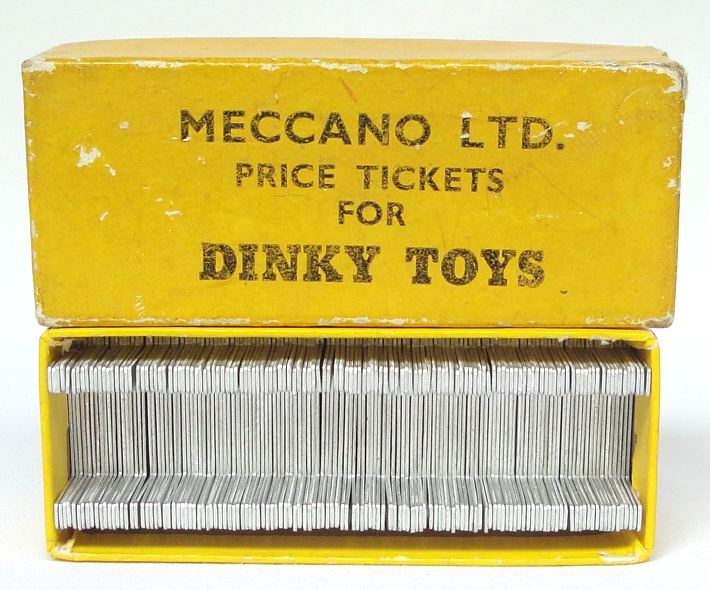 MECCANO LTD.
PRICE TICKETS
FOR
DINKY TOYS